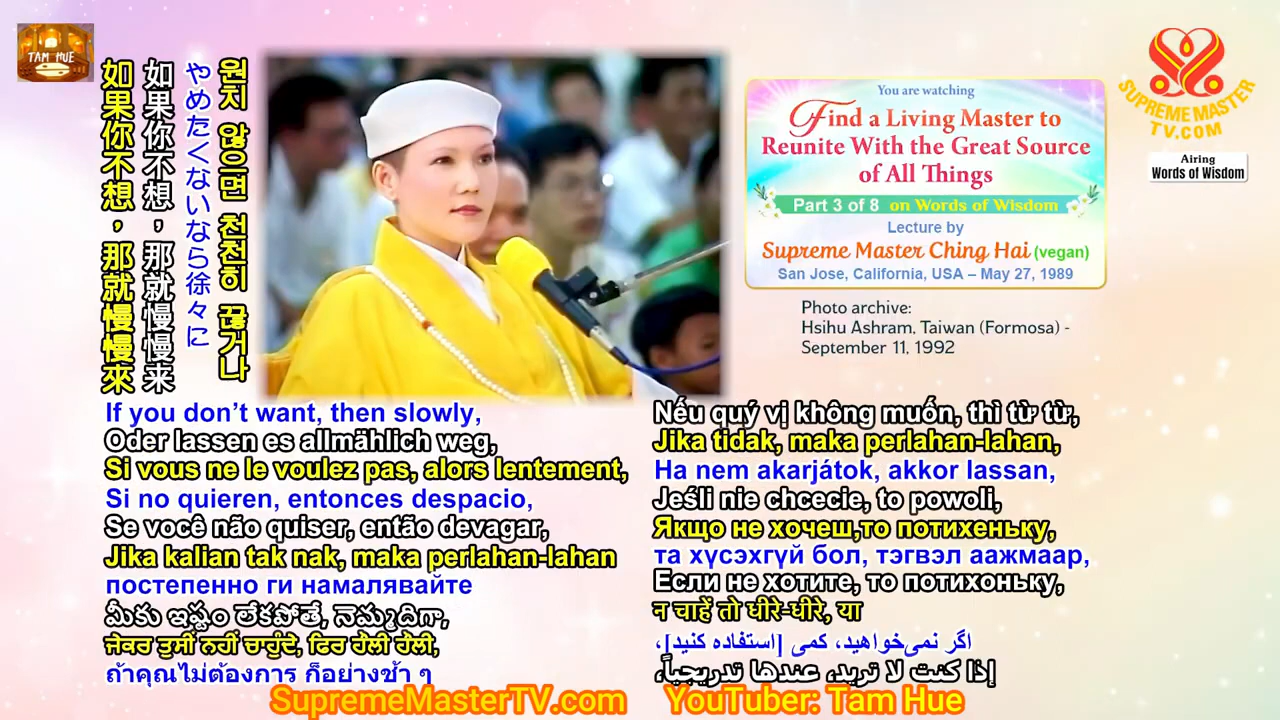 TAM HUE
如果你不想，那就慢慢來
如果你不想，那就慢慢来
やめたくないなら徐々に
원치 않으면 천천히 끊거나
You are watching
Find a Living Master to
Reunite With the Great Source
of All Things
Part 3 of 8 on Words of Wisdom
Lecture by
Supreme Master Ching Hai (vegan)
San Jose, California, USA – May 27, 1989
Photo archive:
Hsihu Ashram, Taiwan (Formosa) -
September 11, 1992
SUPREME MASTER
TV.COM
Airing
Words of Wisdom
If you don’t want, then slowly,
Oder lassen es allmählich weg,
Si vous ne le voulez pas, alors lentement,
Si no quieren, entonces despacio,
Se você não quiser, então devagar,
Jika kalian tak nak, maka perlahan-lahan
постепенно ги намалявайте
మీకు ఇష్టం లేకపోతే, నెమ్మదిగా,
ਜੇਕਰ ਤੁਸੀਂ ਨਹੀਂ ਚਾਹੁੰਦੇ, ਫਿਰ ਹੌਲੀ ਹੌਲੀ,
ถ้าคุณไม่ต้องการ ก็อย่างช้า ๆ
Nếu quý vị không muốn, thì từ từ,
Jika tidak, maka perlahan-lahan,
Ha nem akarjátok, akkor lassan,
Jeśli nie chcecie, to powoli,
Якщо не хочеш,то потихеньку,
та хүсэхгүй бол, тэгвэл аажмаар,
Если не хотите, то потихоньку,
न चाहें तो धीरे-धीरे, या
اگر نمی‌خواهید، کمی [استفاده کنید]،
إذا كنت لا تريد، عندها تدريجياً،
SupremeMasterTV.com
YouTuber: Tam Hue